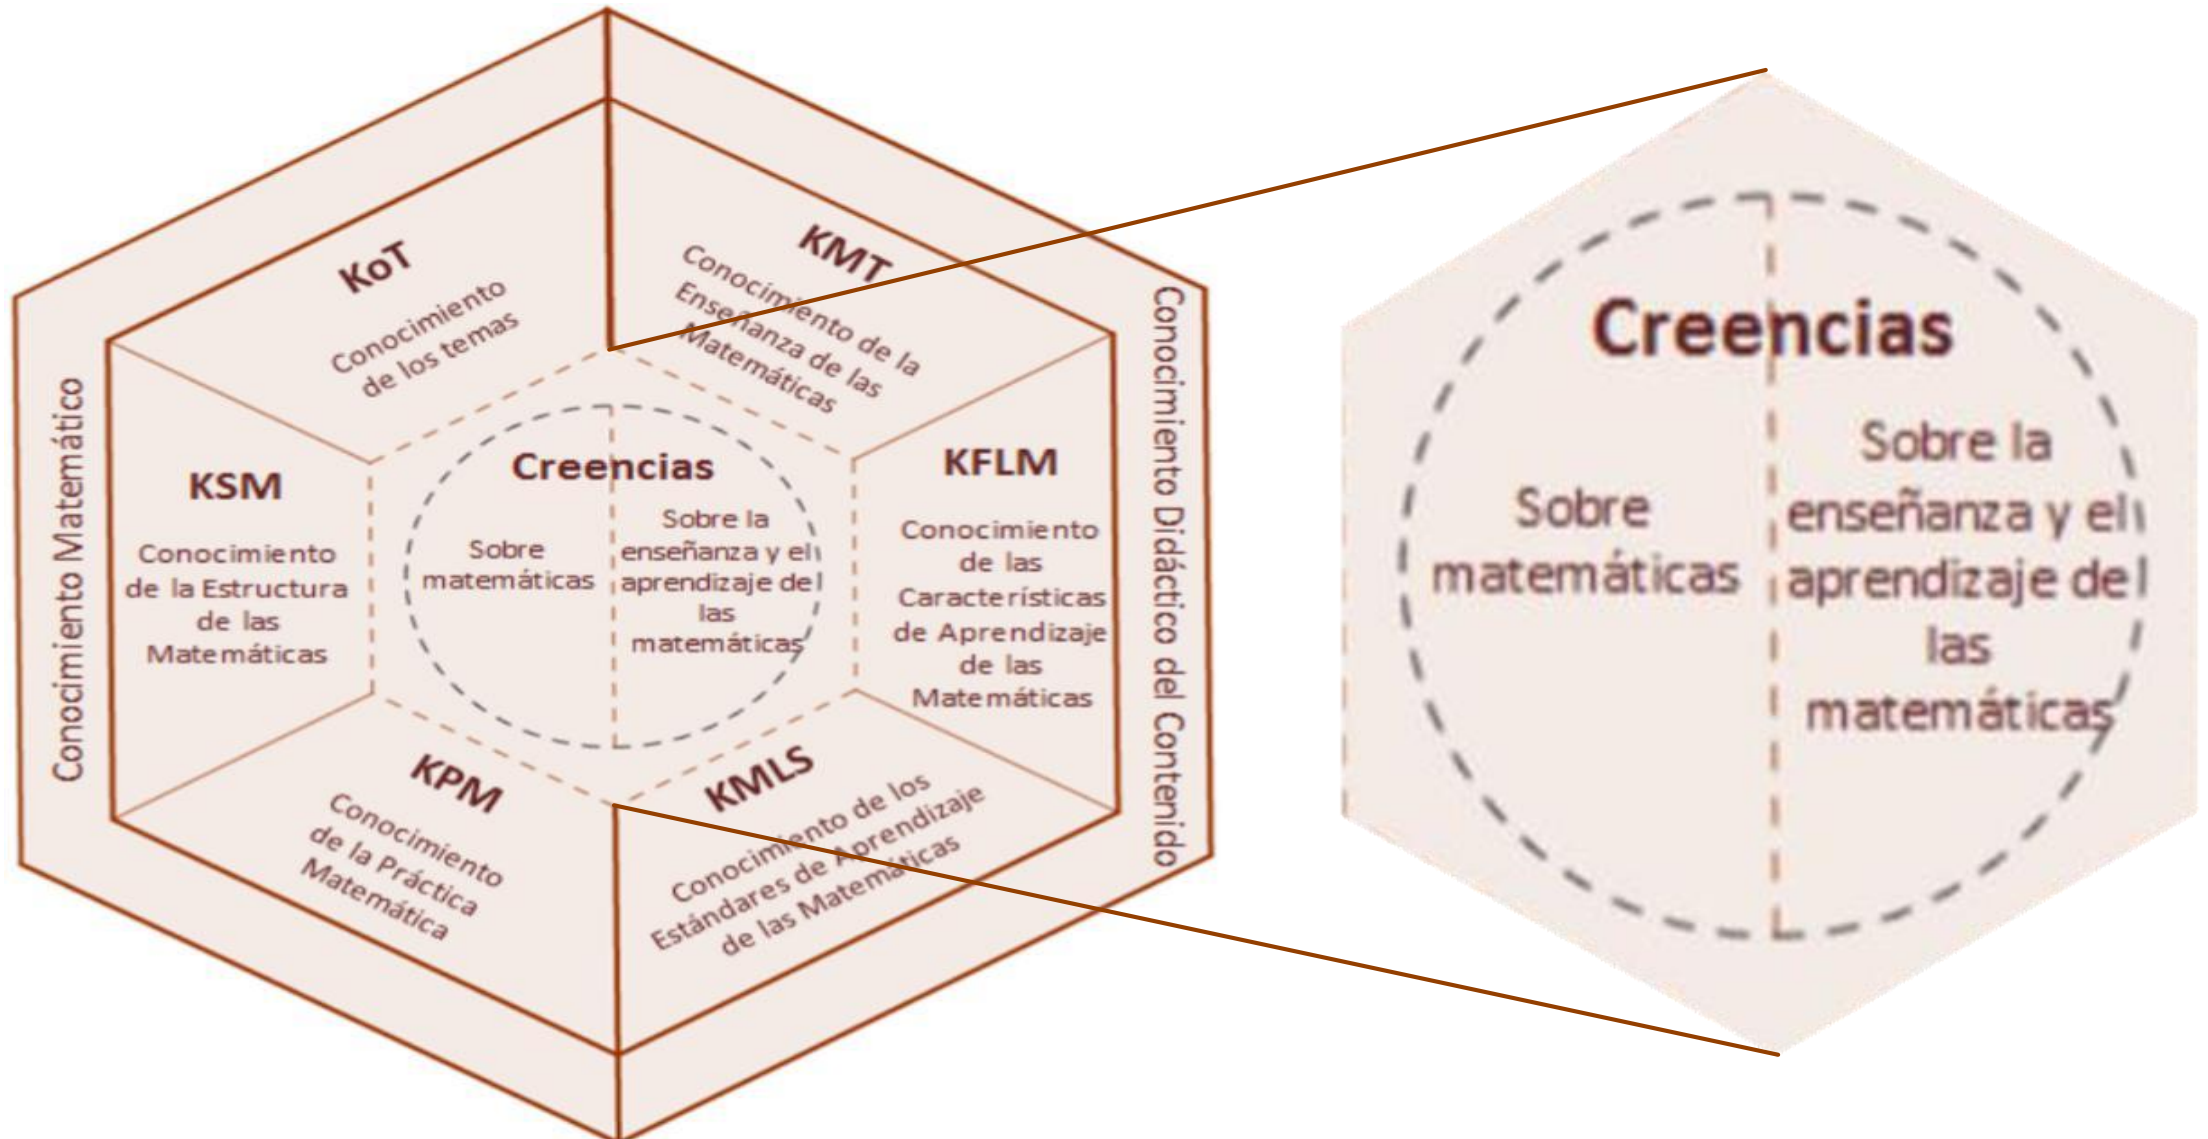 KoT
Conocimiento
de los temas
KMT
Conocimiento de la
Enseñanza de las
Matemáticas
Conocimiento Matemático
KSM
Conocimiento
de la Estructura
de las
Matemáticas
Creencias
Sobre
matemáticas
Sobre la
enseñanza y el
aprendizaje de
las
matemáticas
KFLM
Conocimiento
de las
Características
de Aprendizaje
de las
Matemáticas
Conocimiento Didáctico del Contenido
KPM
Conocimiento
de la Práctica
Matemática
KMLS
Conocimiento de los
Estándares de Aprendizaje
de las Matemáticas
Creencias
Sobre
matemáticas
Sobre la
enseñanza y el
aprendizaje de
las
matemáticas